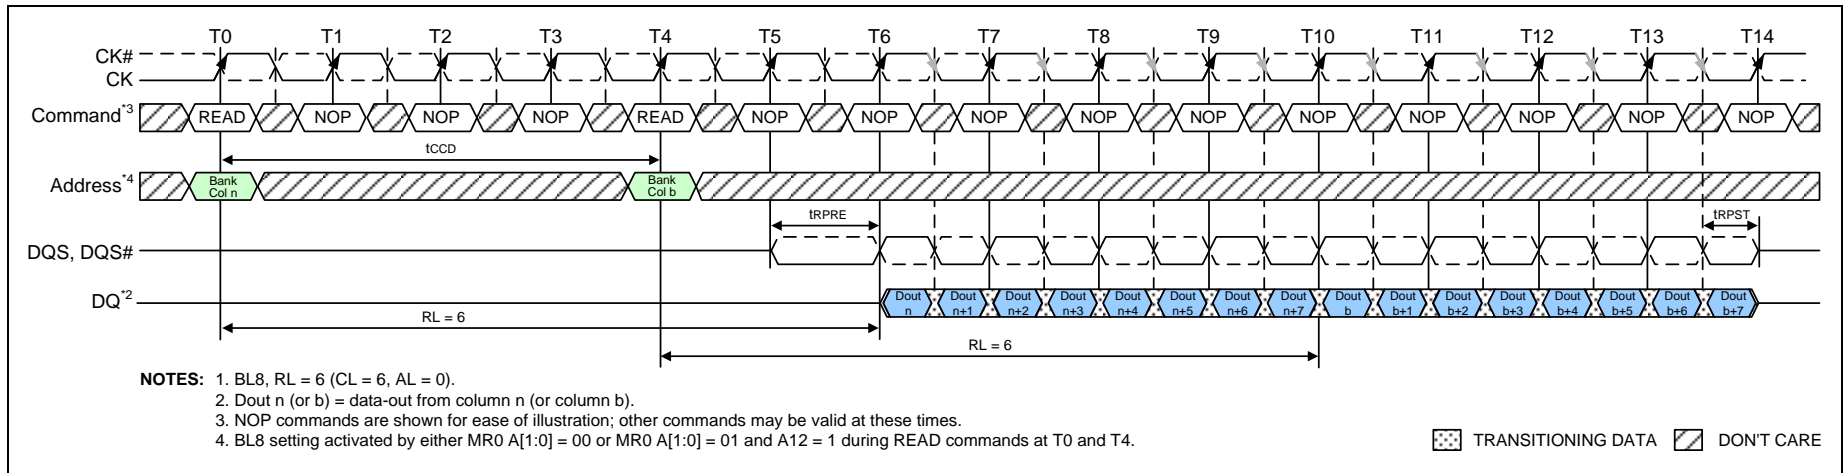 T0 T1 T2 T3 T4 T5 T6 T7 T8 T9 T10 T11 T12 T13 T14
CK#
CK
Command*3 READ NOP NOP NOP READ NOP NOP NOP NOP NOP NOP NOP NOP NOP NOP
tCCD
Address*4 Bank Col n Bank Col b
tRPRE tRPST
DQS, DQS#
DQ*2 Dout n Dout n+1 Dout n+2 Dout n+3 Dout n+4 Dout n+5 Dout n+6 Dout n+7 Dout b Dout b+1 Dout b+2 Dout b+3 Dout b+4 Dout b+5 Dout b+6 Dout b+7
RL = 6
RL = 6
NOTES: 1. BL8, RL = 6 (CL = 6, AL = 0).
2. Dout n (or b) = data-out from column n (or column b).
3. NOP commands are shown for ease of illustration; other commands may be valid at these times.
4. BL8 setting activated by either MR0 A[1:0] = 00 or MR0 A[1:0] = 01 and A12 = 1 during READ commands at T0 and T4.
TRANSITIONING DATA DON'T CARE